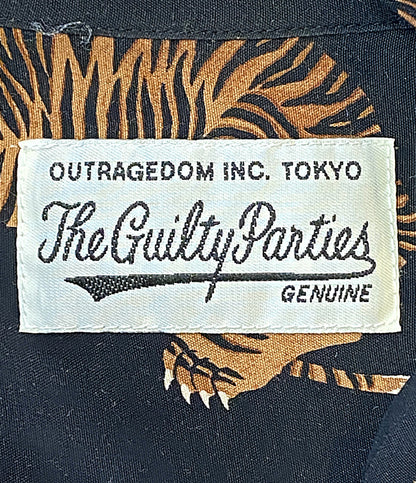 OUTRAGEDOM INC. TOKYO
The Guilty Parties
GENUINE